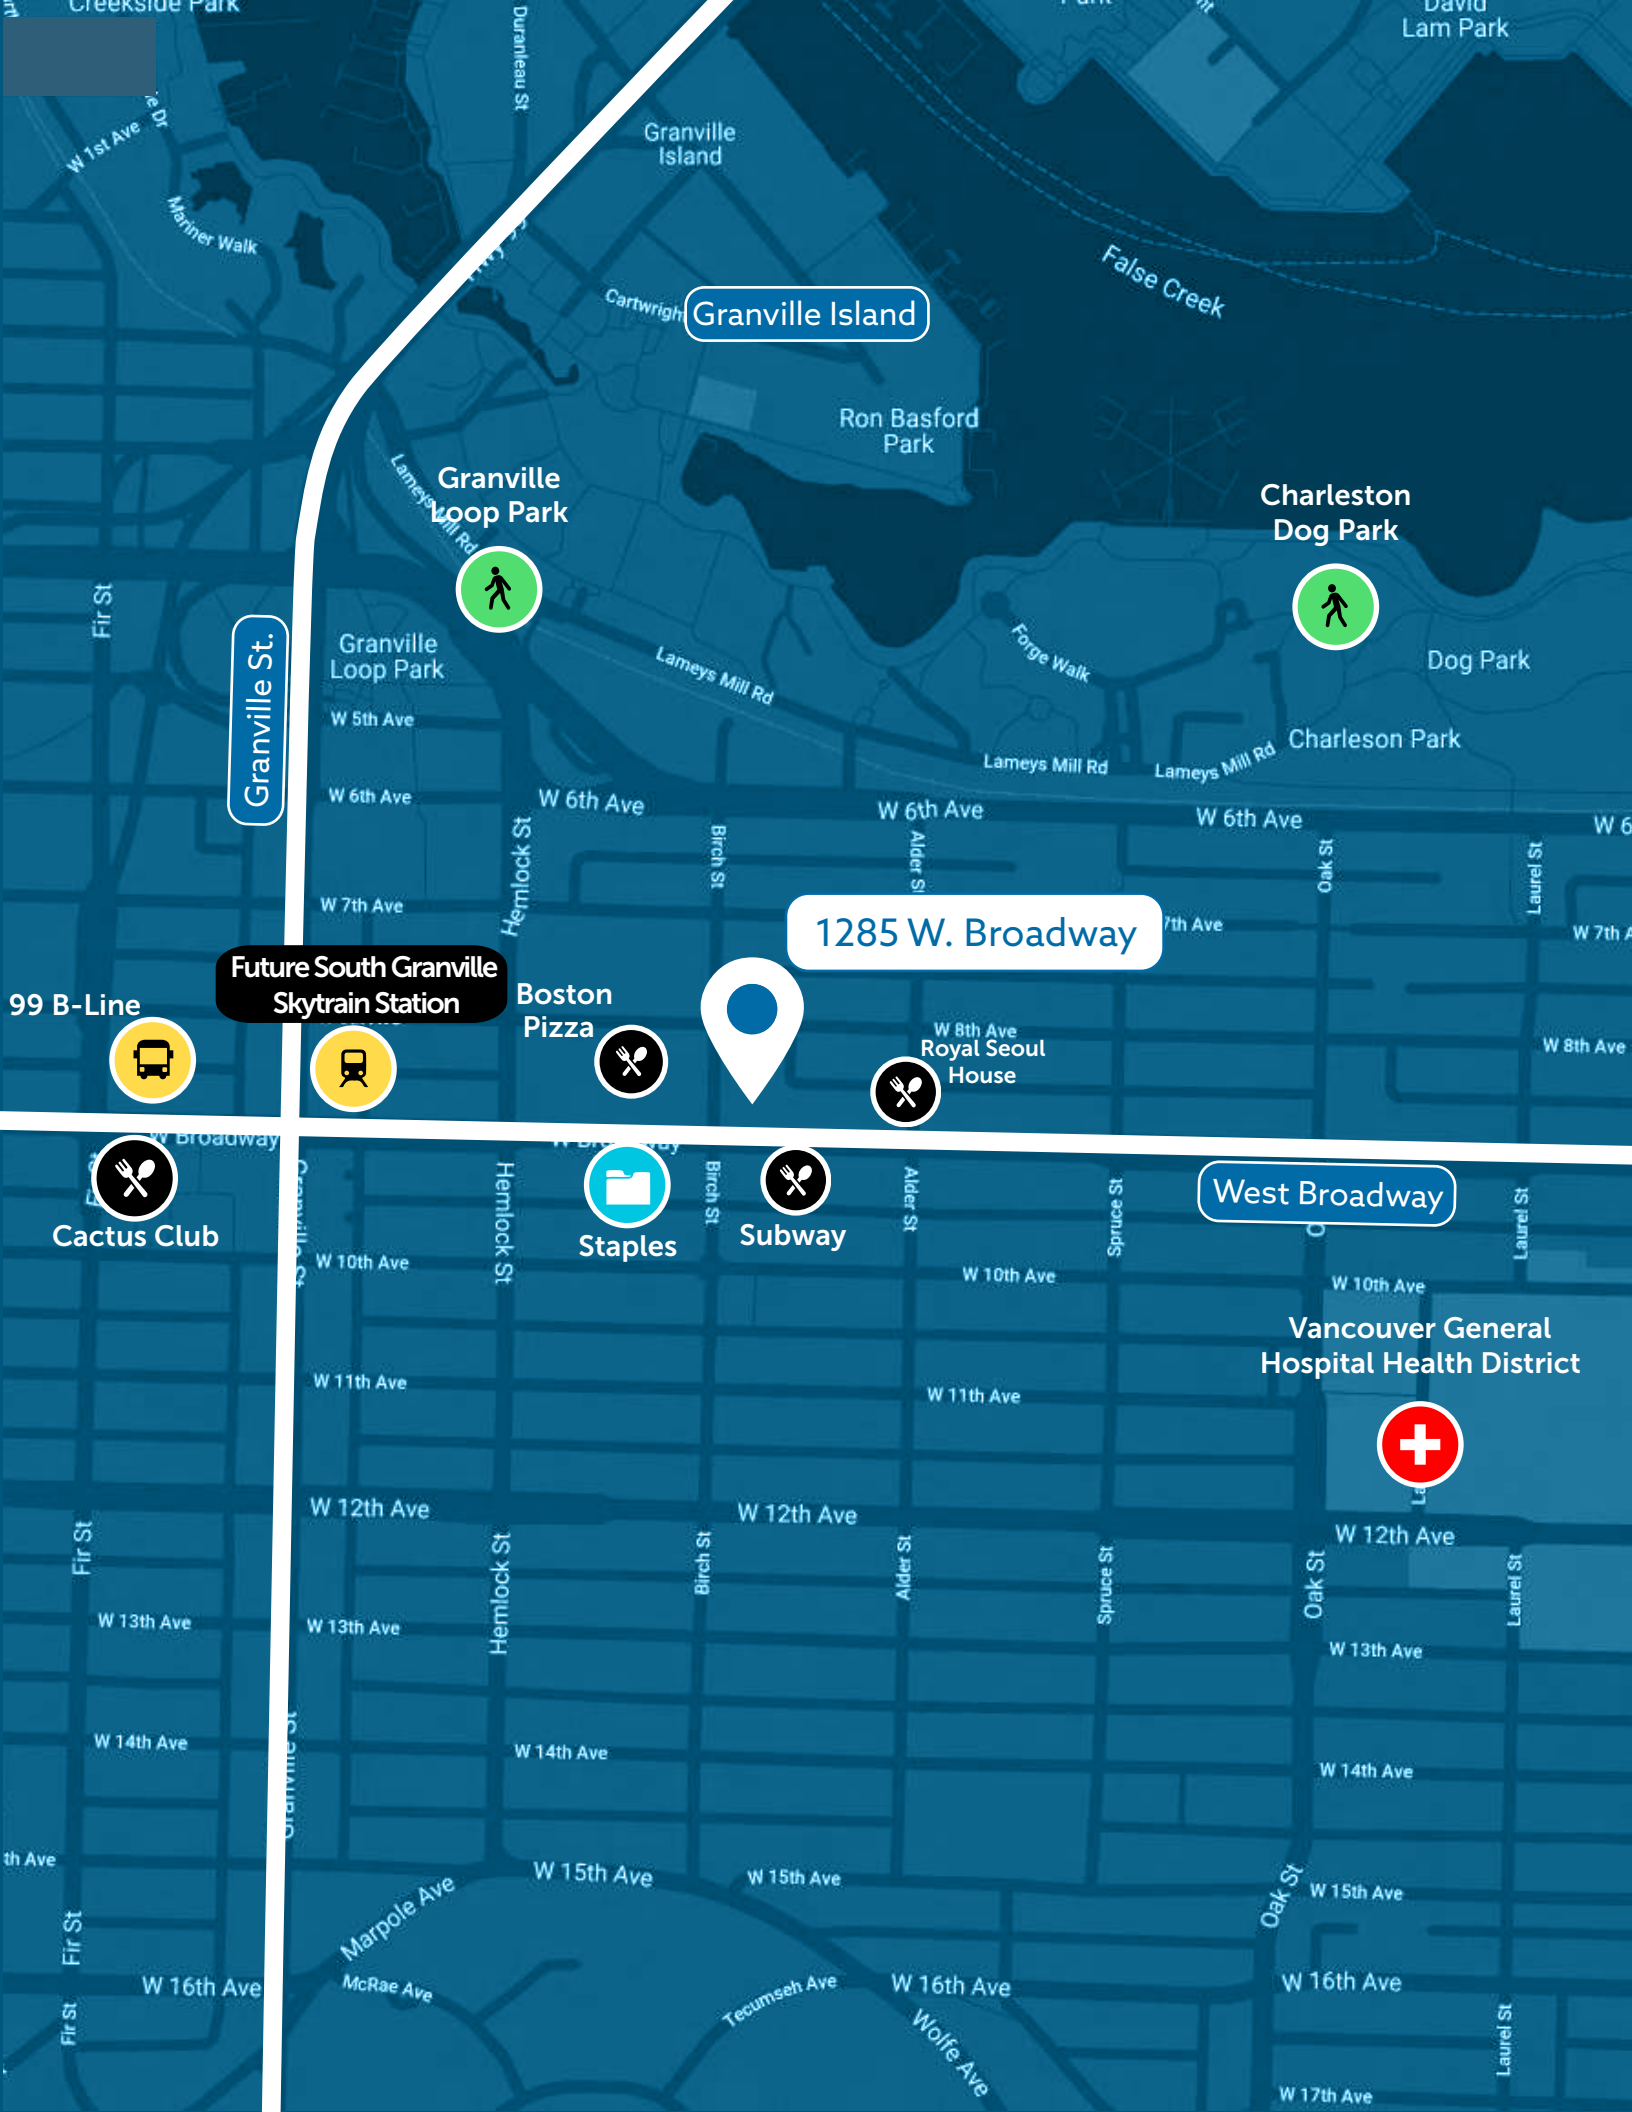 Creekside Park
David
Lam Park
Duranleau St
W 1st Ave
Granville
Island
Mariner Walk
False Creek
Cartwright
Granville Island
Ron Basford
Park
Lameys Mill Rd
Granville
Loop Park
Charleston
Dog Park
Fir St
Granville St.
Granville
Loop Park
Lameys Mill Rd
Forge Walk
Dog Park
W 5th Ave
Charleson Park
Lameys Mill Rd
Lameys Mill Rd
W 6th Ave
W 6th Ave
W 6th Ave
W 6th Ave
W 6
Hemlock St
Birch St
Alder St
Oak St
Laurel St
W 7th Ave
1285 W. Broadway
7th Ave
W 7th A
Future South Granville
Skytrain Station
99 B-Line
Boston
Pizza
W 8th Ave
Royal Seoul
House
W 8th Ave
W Broadway
Cactus Club
Staples
Subway
West Broadway
Granville St
Hemlock St
Birch St
Alder St
Spruce St
Laurel St
W 10th Ave
W 10th Ave
W 10th Ave
Vancouver General
Hospital Health District
W 11th Ave
W 11th Ave
W 12th Ave
W 12th Ave
W 12th Ave
Fir St
Hemlock St
Birch St
Alder St
Spruce St
Oak St
Laurel St
W 13th Ave
W 13th Ave
W 13th Ave
Granville St
W 14th Ave
W 14th Ave
W 14th Ave
th Ave
W 15th Ave
W 15th Ave
W 15th Ave
Marpole Ave
Oak St
Fir St
W 16th Ave
McRae Ave
Tecumseh Ave
W 16th Ave
W 16th Ave
Fir St
Wolfe Ave
Laurel St
W 17th Ave